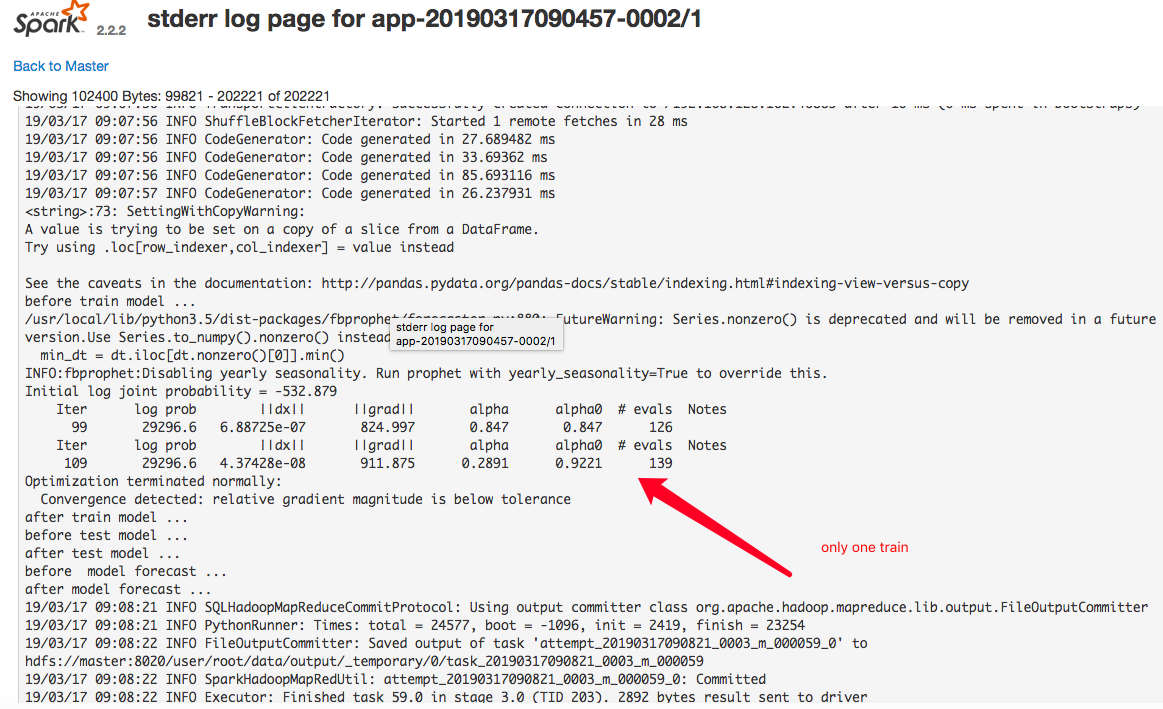 APACHE
Spark 2.2.2 stderr log page for app-20190317090457-0002/1
Back to Master
Showing 102400 Bytes: 99821 - 202221 of 202221
19/03/17 09:07:56 INFO ShuffleBlockFetcherIterator: Started 1 remote fetches in 28 ms
19/03/17 09:07:56 INFO CodeGenerator: Code generated in 27.689482 ms
19/03/17 09:07:56 INFO CodeGenerator: Code generated in 33.69362 ms
19/03/17 09:07:56 INFO CodeGenerator: Code generated in 85.693116 ms
19/03/17 09:07:57 INFO CodeGenerator: Code generated in 26.237931 ms
<string>:73: SettingWithCopyWarning:
A value is trying to be set on a copy of a slice from a DataFrame.
Try using .loc[row_indexer,col_indexer] = value instead
See the caveats in the documentation: http://pandas.pydata.org/pandas-docs/stable/indexing.html#indexing-view-versus-copy
before train model ...
/usr/local/lib/python3.5/dist-packages/fbprophet/ FutureWarning: Series.nonzero() is deprecated and will be removed in a future
version.Use Series.to_numpy().nonzero() instead
stderr log page for
app-20190317090457-0002/1
min_dt = dt.iloc[dt.nonzero()[0]].min()
INFO:fbprophet:Disabling yearly seasonality. Run prophet with yearly_seasonality=True to override this.
Initial log joint probability = -532.879
Iter log prob ||dx|| ||grad|| alpha alpha0 # evals Notes
99 29296.6 6.88725e-07 824.997 0.847 0.847 126
Iter log prob ||dx|| ||grad|| alpha alpha0 # evals Notes
109 29296.6 4.37428e-08 911.875 0.2891 0.9221 139
Optimization terminated normally:
Convergence detected: relative gradient magnitude is below tolerance
after train model ...
before test model ...
only one train
after test model ...
before  model forecast ...
after model forecast ...
19/03/17 09:08:21 INFO SQLHadoopMapReduceCommitProtocol: Using output committer class org.apache.hadoop.mapreduce.lib.output.FileOutputCommitter
19/03/17 09:08:21 INFO PythonRunner: Times: total = 24577, boot = -1096, init = 2419, finish = 23254
19/03/17 09:08:22 INFO FileOutputCommitter: Saved output of task 'attempt_20190317090821_0003_m_000059_0' to
hdfs://master:8020/user/root/data/output/_temporary/0/task_20190317090821_0003_m_000059
19/03/17 09:08:22 INFO SparkHadoopMapRedUtil: attempt_20190317090821_0003_m_000059_0: Committed
19/03/17 09:08:22 INFO Executor: Finished task 59.0 in stage 3.0 (TID 203). 2892 bytes result sent to driver